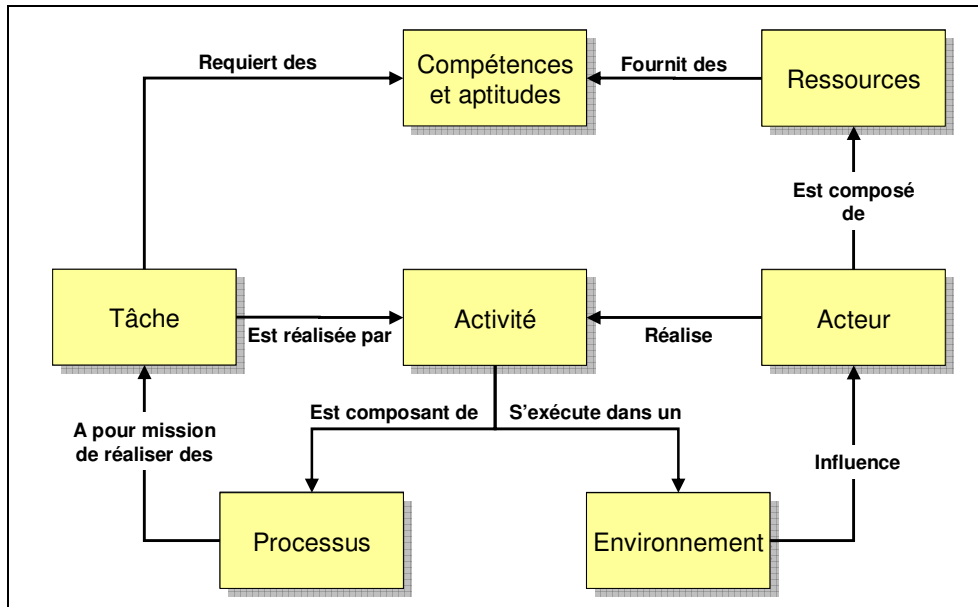 Requiert des
Compétences
et aptitudes
Fournit des
Ressources
Est composé
de
Tâche
Est réalisée par
Activité
Réalise
Acteur
A pour mission
de réaliser des
Est composant de
S’exécute dans un
Influence
Processus
Environnement